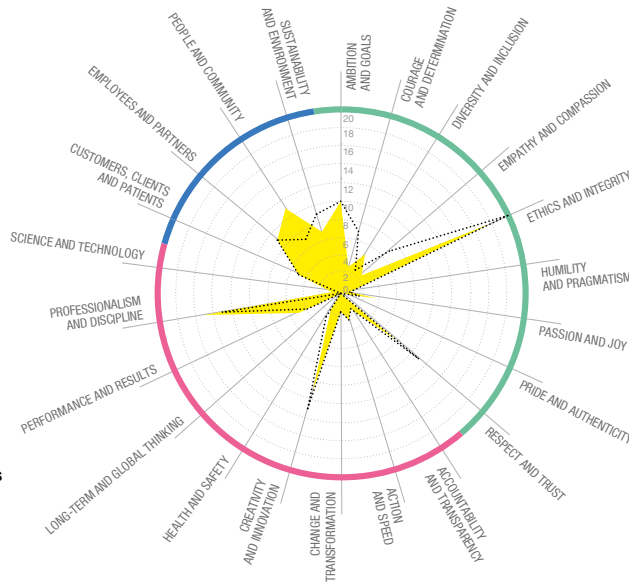 AMBITION
AND GOALS
COURAGE
AND DETERMINATION
DIVERSITY AND INCLUSION
EMPATHY AND COMPASSION
ETHICS AND INTEGRITY
HUMILITY
AND PRAGMATISM
PASSION AND JOY
PRIDE AND AUTHENTICITY
RESPECT AND TRUST
ACCOUNTABILITY
AND TRANSPARENCY
ACTION
AND SPEED
CHANGE AND
TRANSFORMATION
CREATIVITY
AND INNOVATION
HEALTH AND SAFETY
LONG-TERM AND GLOBAL THINKING
PERFORMANCE AND RESULTS
PROFESSIONALISM
AND DISCIPLINE
SCIENCE AND TECHNOLOGY
CUSTOMERS, CLIENTS
AND PATIENTS
EMPLOYEES AND PARTNERS
PEOPLE AND COMMUNITY
SUSTAINABILITY
AND ENVIRONMENT
20
18
16
14
12
10
8
6
4
2
0
s